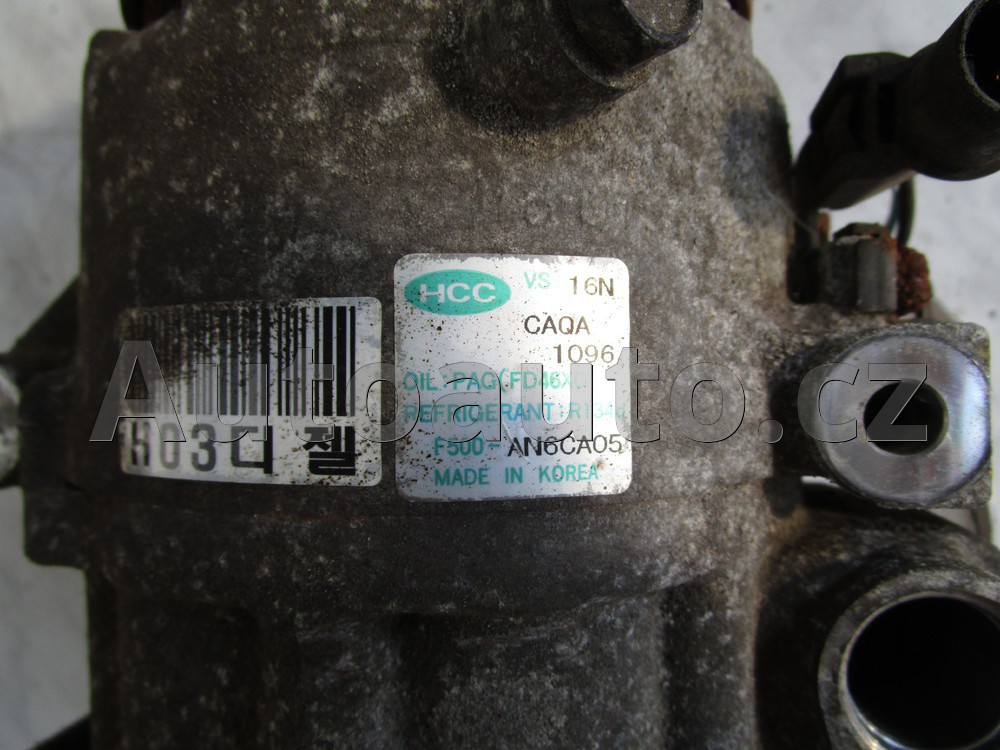 HCC VS 16N
CAQA
1096
OIL : PAG(FD46X
REFRIGERANT : R134a
F500- AN6CA05
MADE IN KOREA
H03디 젤
Autoauto.cz